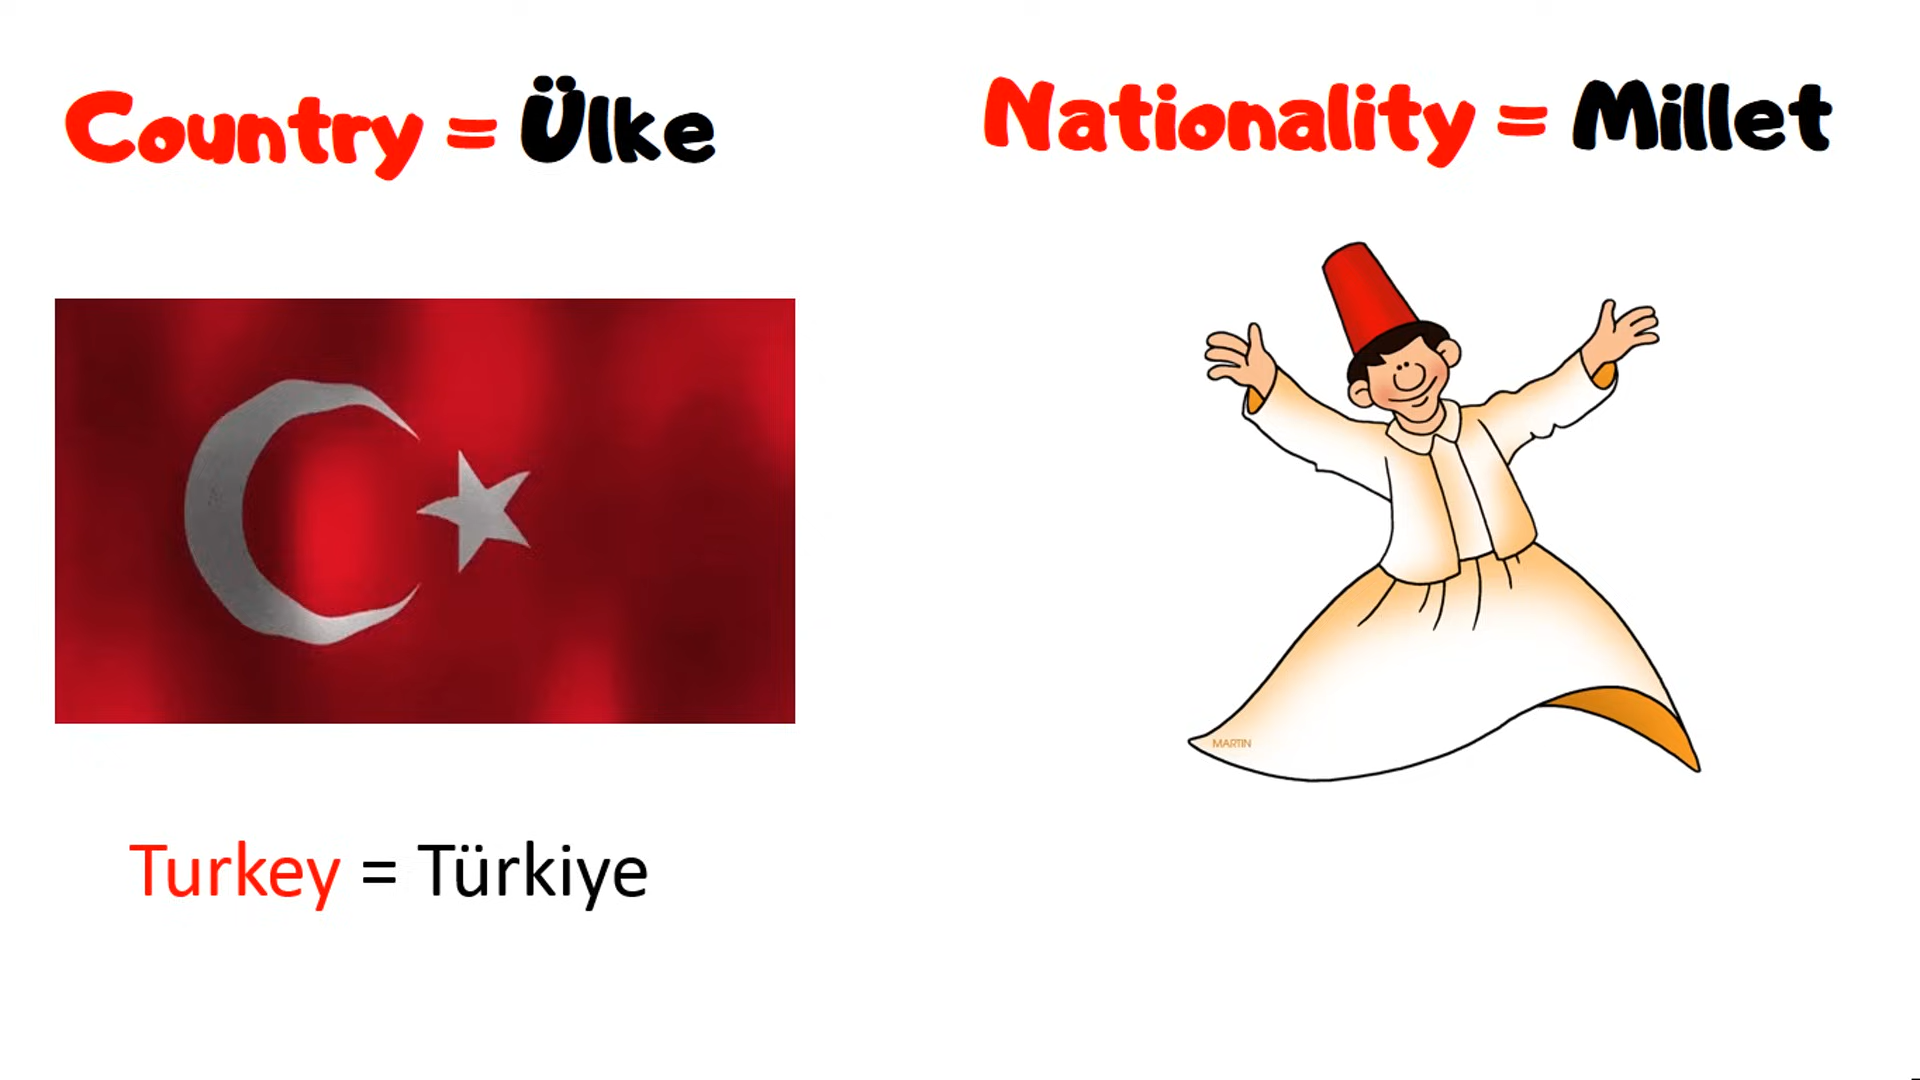 Country = Ülke
Nationality = Millet
MARTIN
Turkey = Türkiye